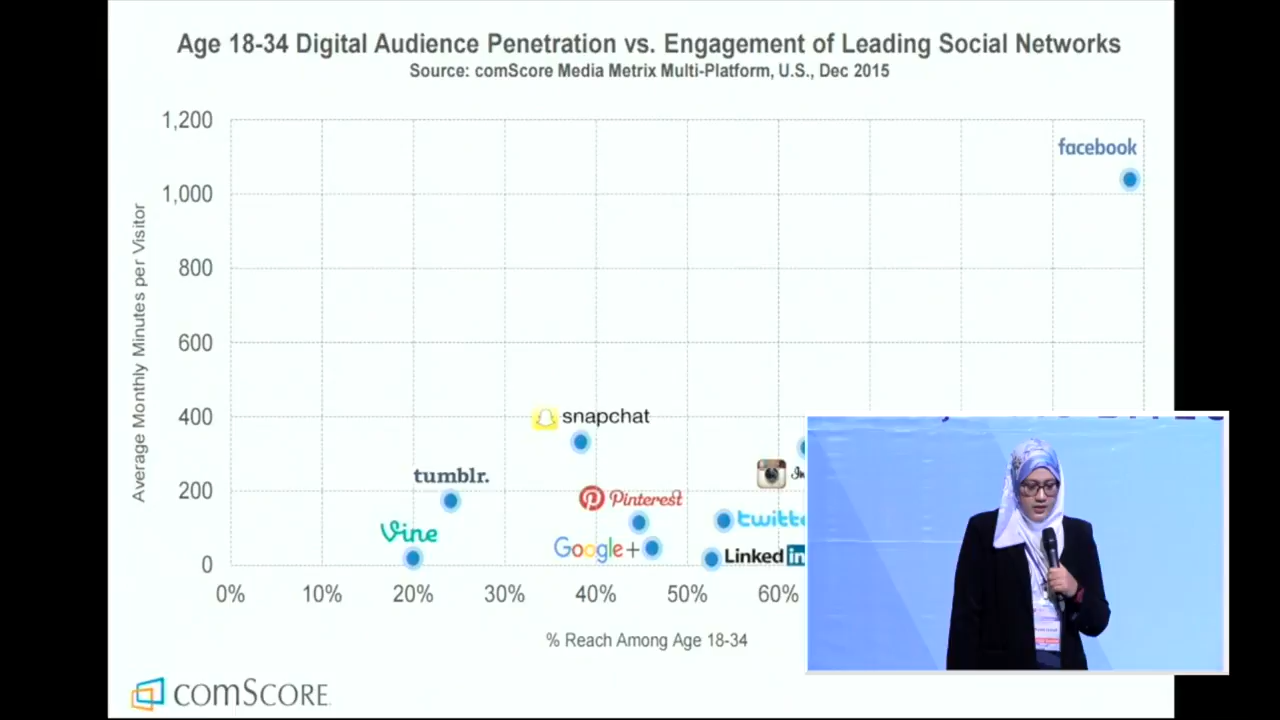 Age 18-34 Digital Audience Penetration vs. Engagement of Leading Social Networks
Source: comScore Media Metrix Multi-Platform, U.S., Dec 2015
1,200
facebook
1,000
800
Average Monthly Minutes per Visitor
600
400
snapchat
tumblr.
200
Pinterest
Vine
twitte
Google+
Linked in
0
0% 10% 20% 30% 40% 50% 60%
% Reach Among Age 18-34
comSCORE